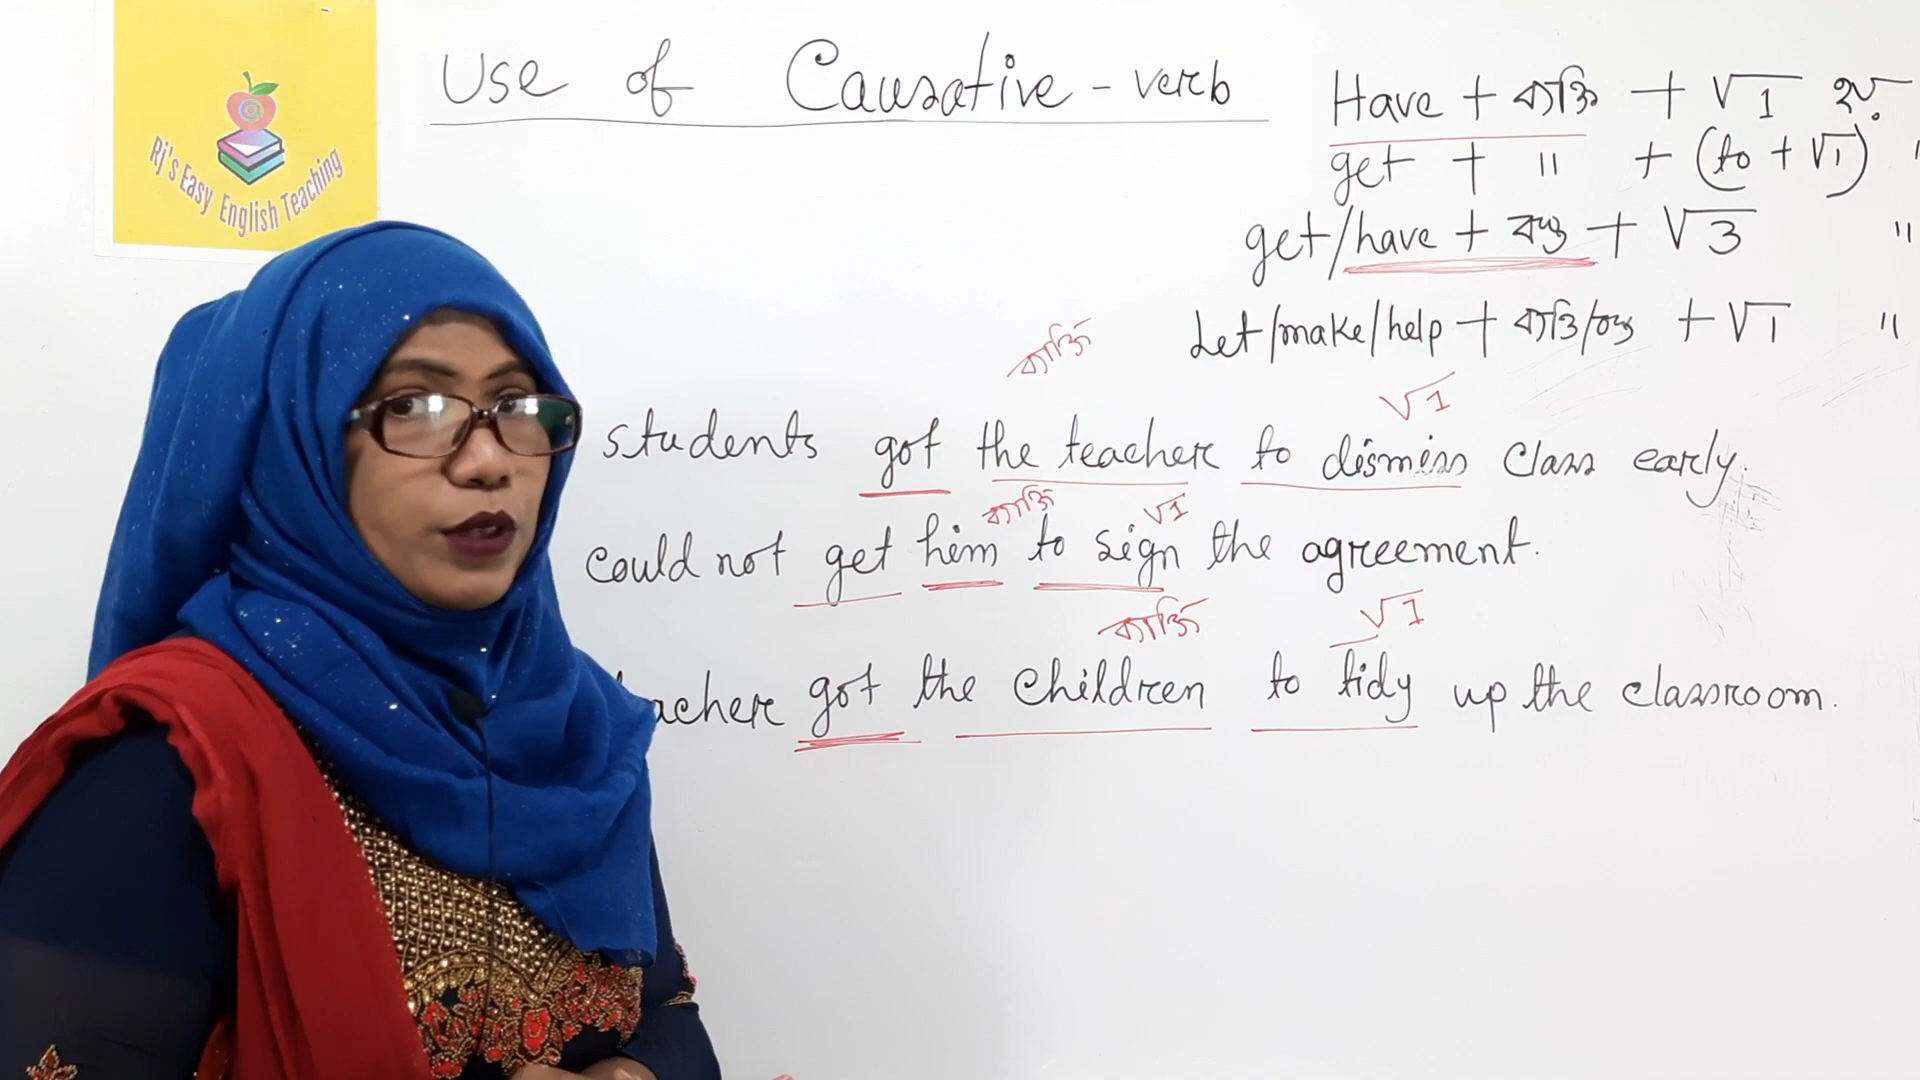 Rj's Easy English Teaching
Use of Causative - verb
Have + ব্যক্তি + V1 হয়.
get + " + (to + V1) "
get/have + বস্তু + V3 "
Let/make/help + ব্যক্তি/বস্তু + V1 "
ব্যক্তি
V1
students got the teacher to dismiss class early.
ব্যক্তি V1
could not get him to sign the agreement.
ব্যক্তি V1
acher got the children to tidy up the classroom.